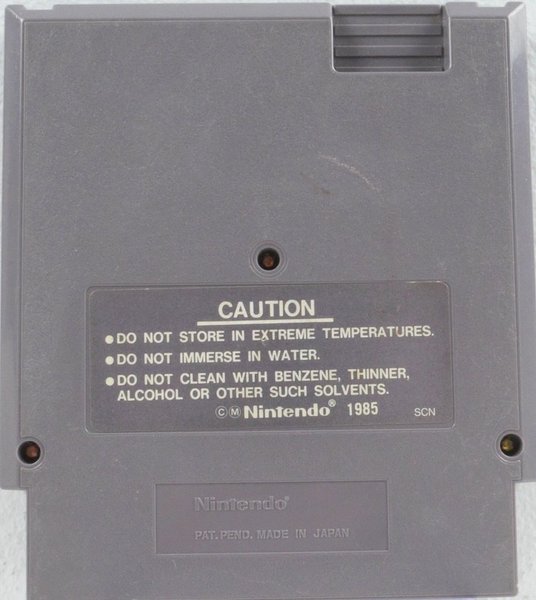 CAUTION
●DO NOT STORE IN EXTREME TEMPERATURES.
●DO NOT IMMERSE IN WATER.
●DO NOT CLEAN WITH BENZENE, THINNER,
ALCOHOL OR OTHER SUCH SOLVENTS.
ⒸⓂNintendo® 1985 SCN
Nintendo®
PAT. PEND. MADE IN JAPAN